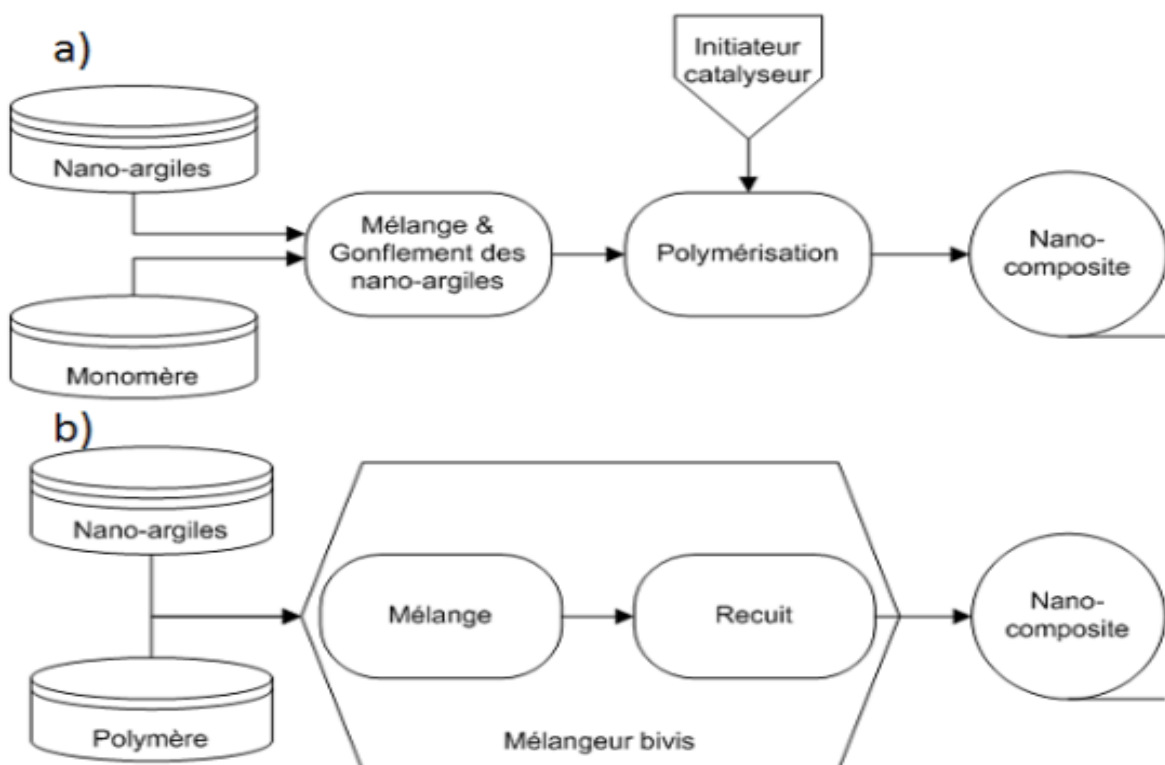 a)
Initiateur
catalyseur
Nano-argiles
Mélange &
Gonflement des
nano-argiles
Polymérisation
Nano-
composite
Monomère
b)
Nano-argiles
Mélange
Recuit
Nano-
composite
Polymère
Mélangeur bivis